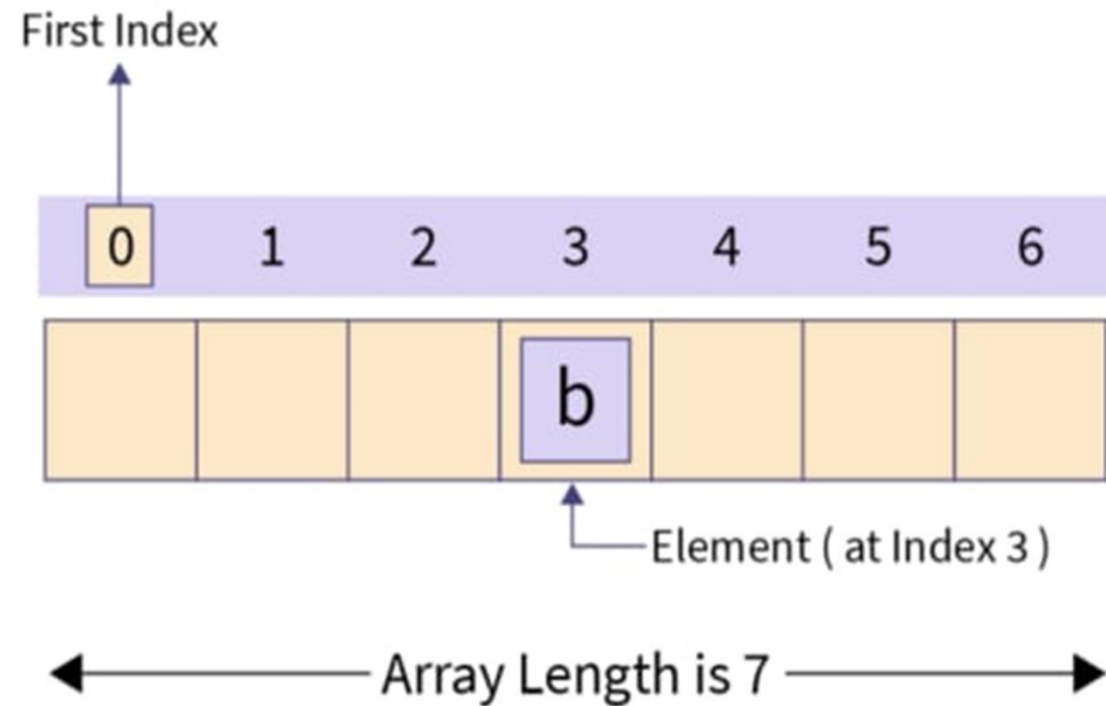 First Index
0 1 2 3 4 5 6
b
Element ( at Index 3 )
Array Length is 7